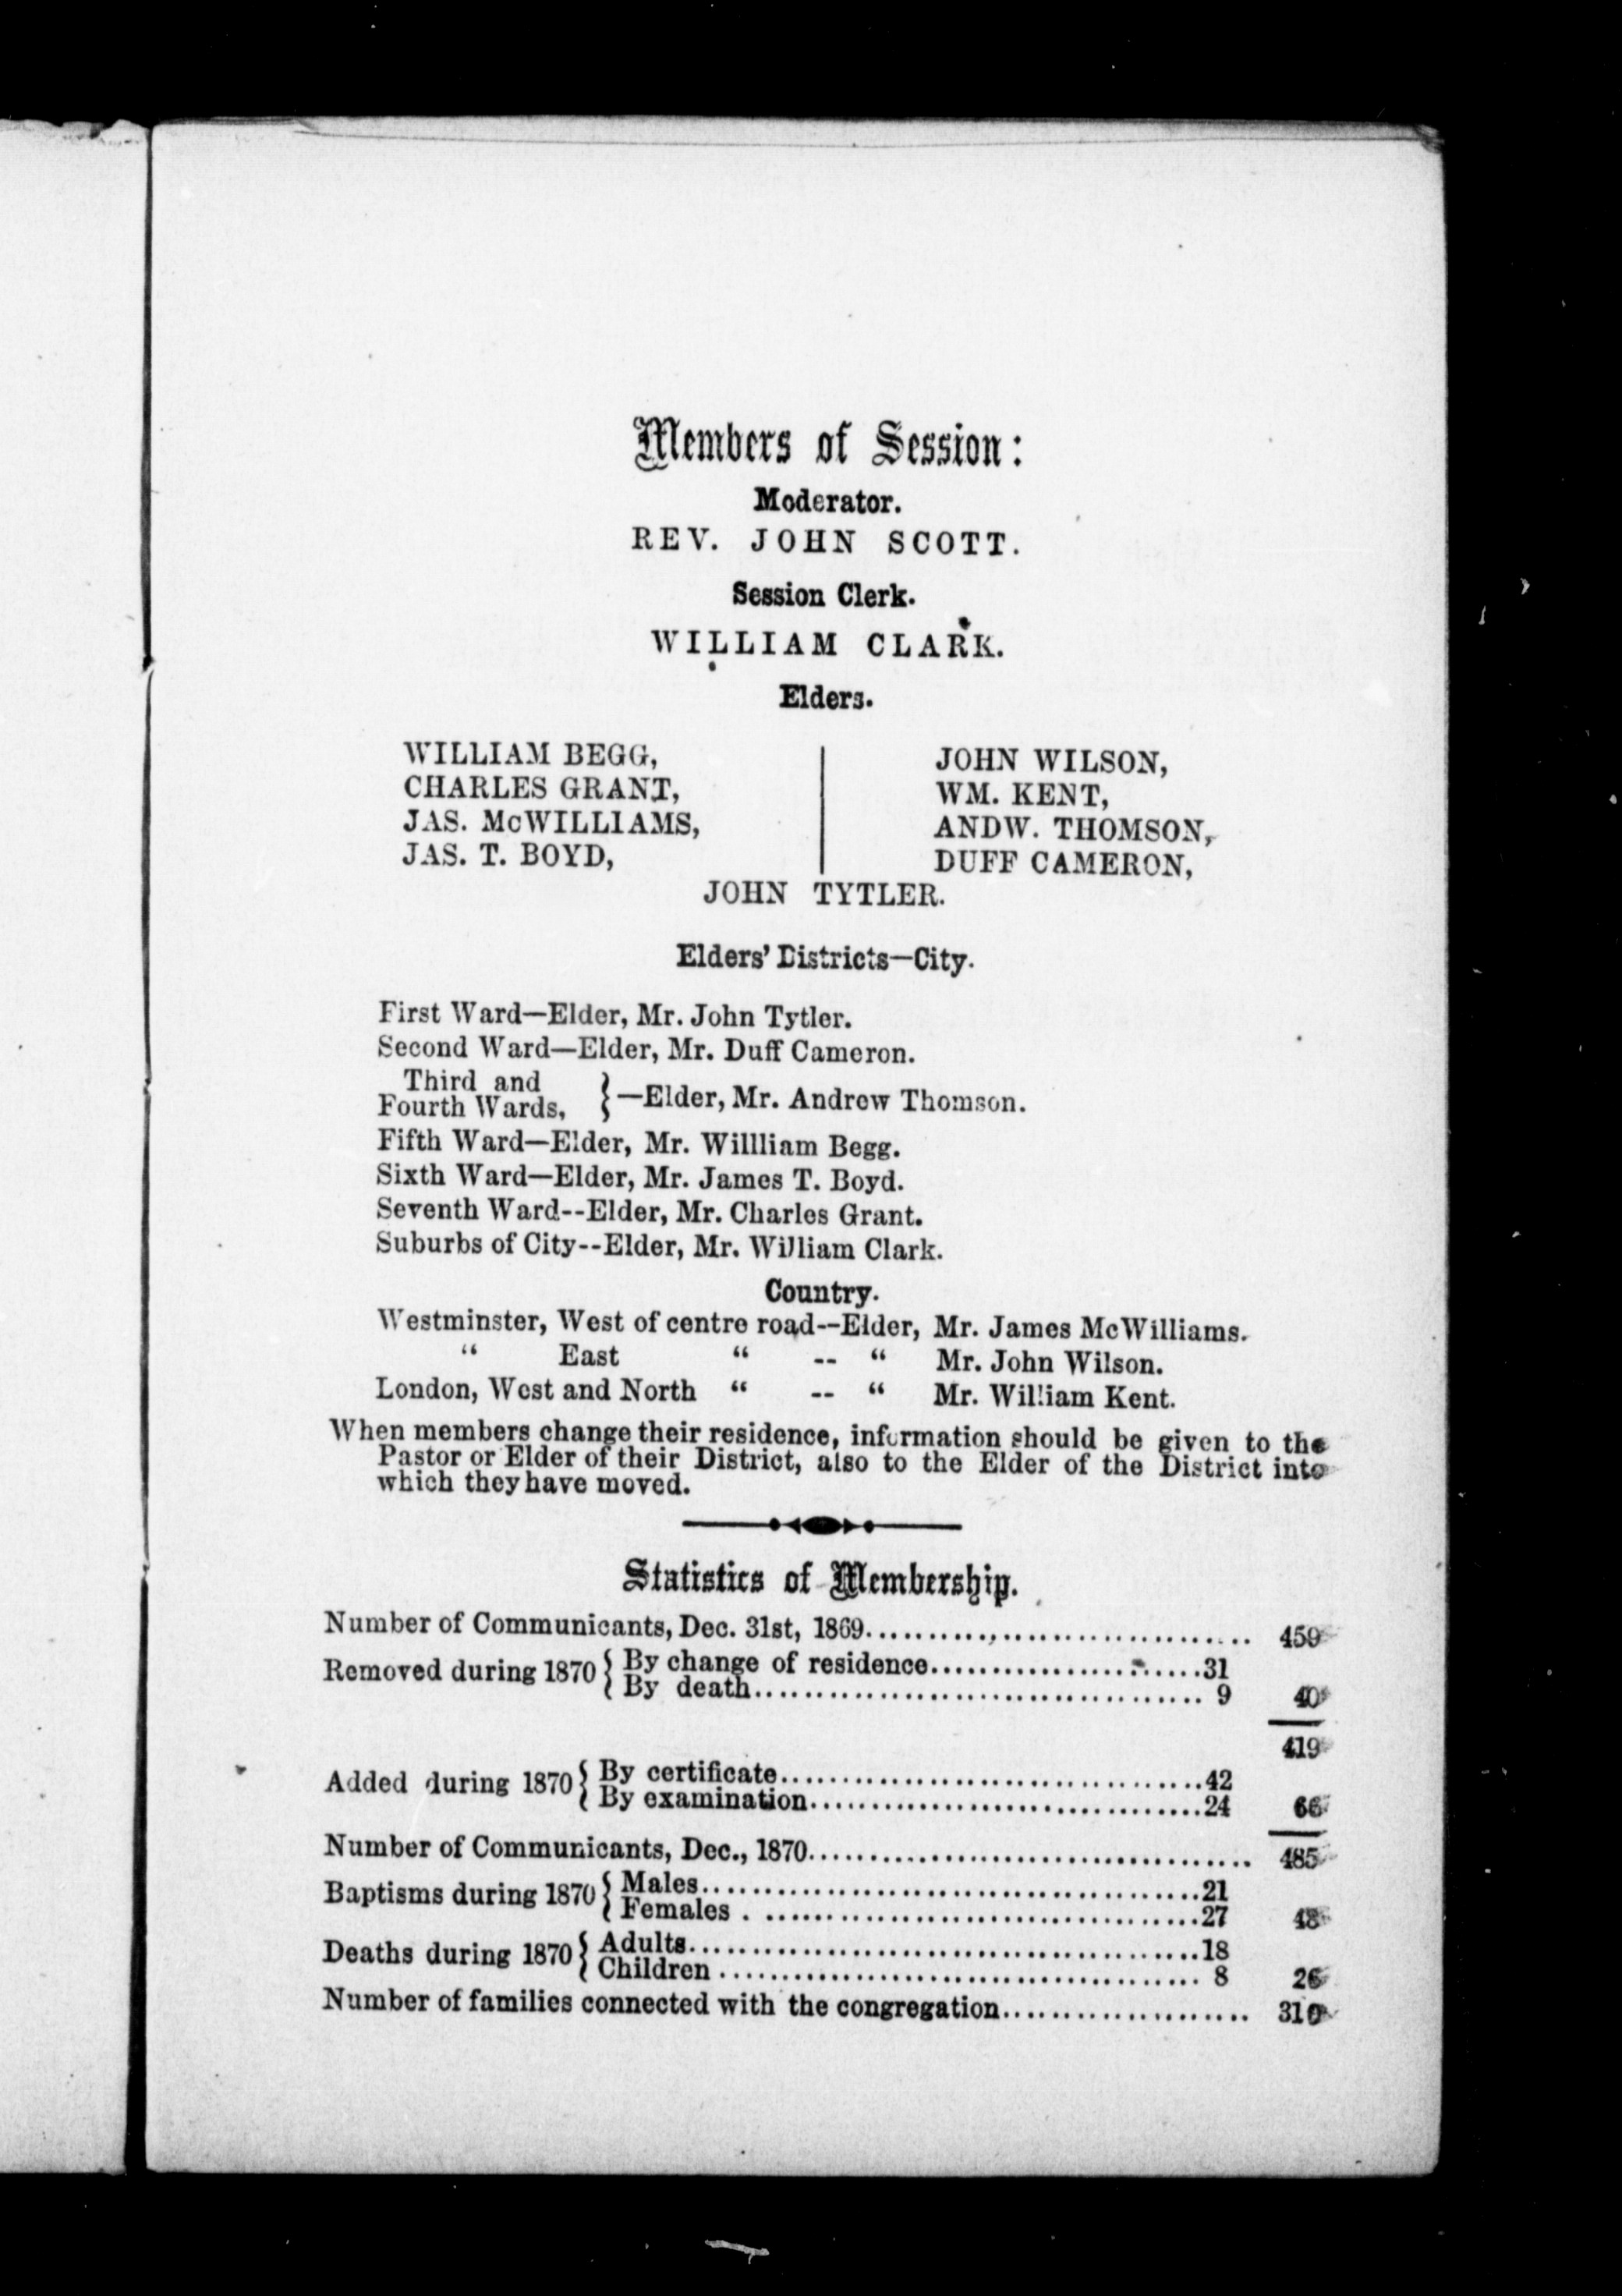 Members of Session:
Moderator.
REV. JOHN SCOTT.
Session Clerk.
WILLIAM CLARK.
Elders.
WILLIAM BEGG,
CHARLES GRANT,
JAS. McWILLIAMS,
JAS. T. BOYD,
JOHN WILSON,
WM. KENT,
ANDW. THOMSON,
DUFF CAMERON,
JOHN TYTLER.
Elders' Districts—City.
First Ward—Elder, Mr. John Tytler.
Second Ward—Elder, Mr. Duff Cameron.
Third and
Fourth Wards, } —Elder, Mr. Andrew Thomson.
Fifth Ward—Elder, Mr. Willliam Begg.
Sixth Ward—Elder, Mr. James T. Boyd.
Seventh Ward--Elder, Mr. Charles Grant.
Suburbs of City--Elder, Mr. William Clark.
Country.
Westminster, West of centre road--Elder, Mr. James McWilliams.
“ East “ -- “ Mr. John Wilson.
London, West and North “ -- “ Mr. William Kent.
When members change their residence, information should be given to the
Pastor or Elder of their District, also to the Elder of the District into
which they have moved.
Statistics of Membership.
Number of Communicants, Dec. 31st, 1869.................................. 459
Removed during 1870 { By change of residence........................31
By death....................................... 9 40
419
Added during 1870 { By certificate....................................42
By examination..................................24 66
Number of Communicants, Dec., 1870...................................... 485
Baptisms during 1870 { Males...........................................21
Females . ......................................27 48
Deaths during 1870 { Adults............................................18
Children ......................................... 8 26
Number of families connected with the congregation..................... 310